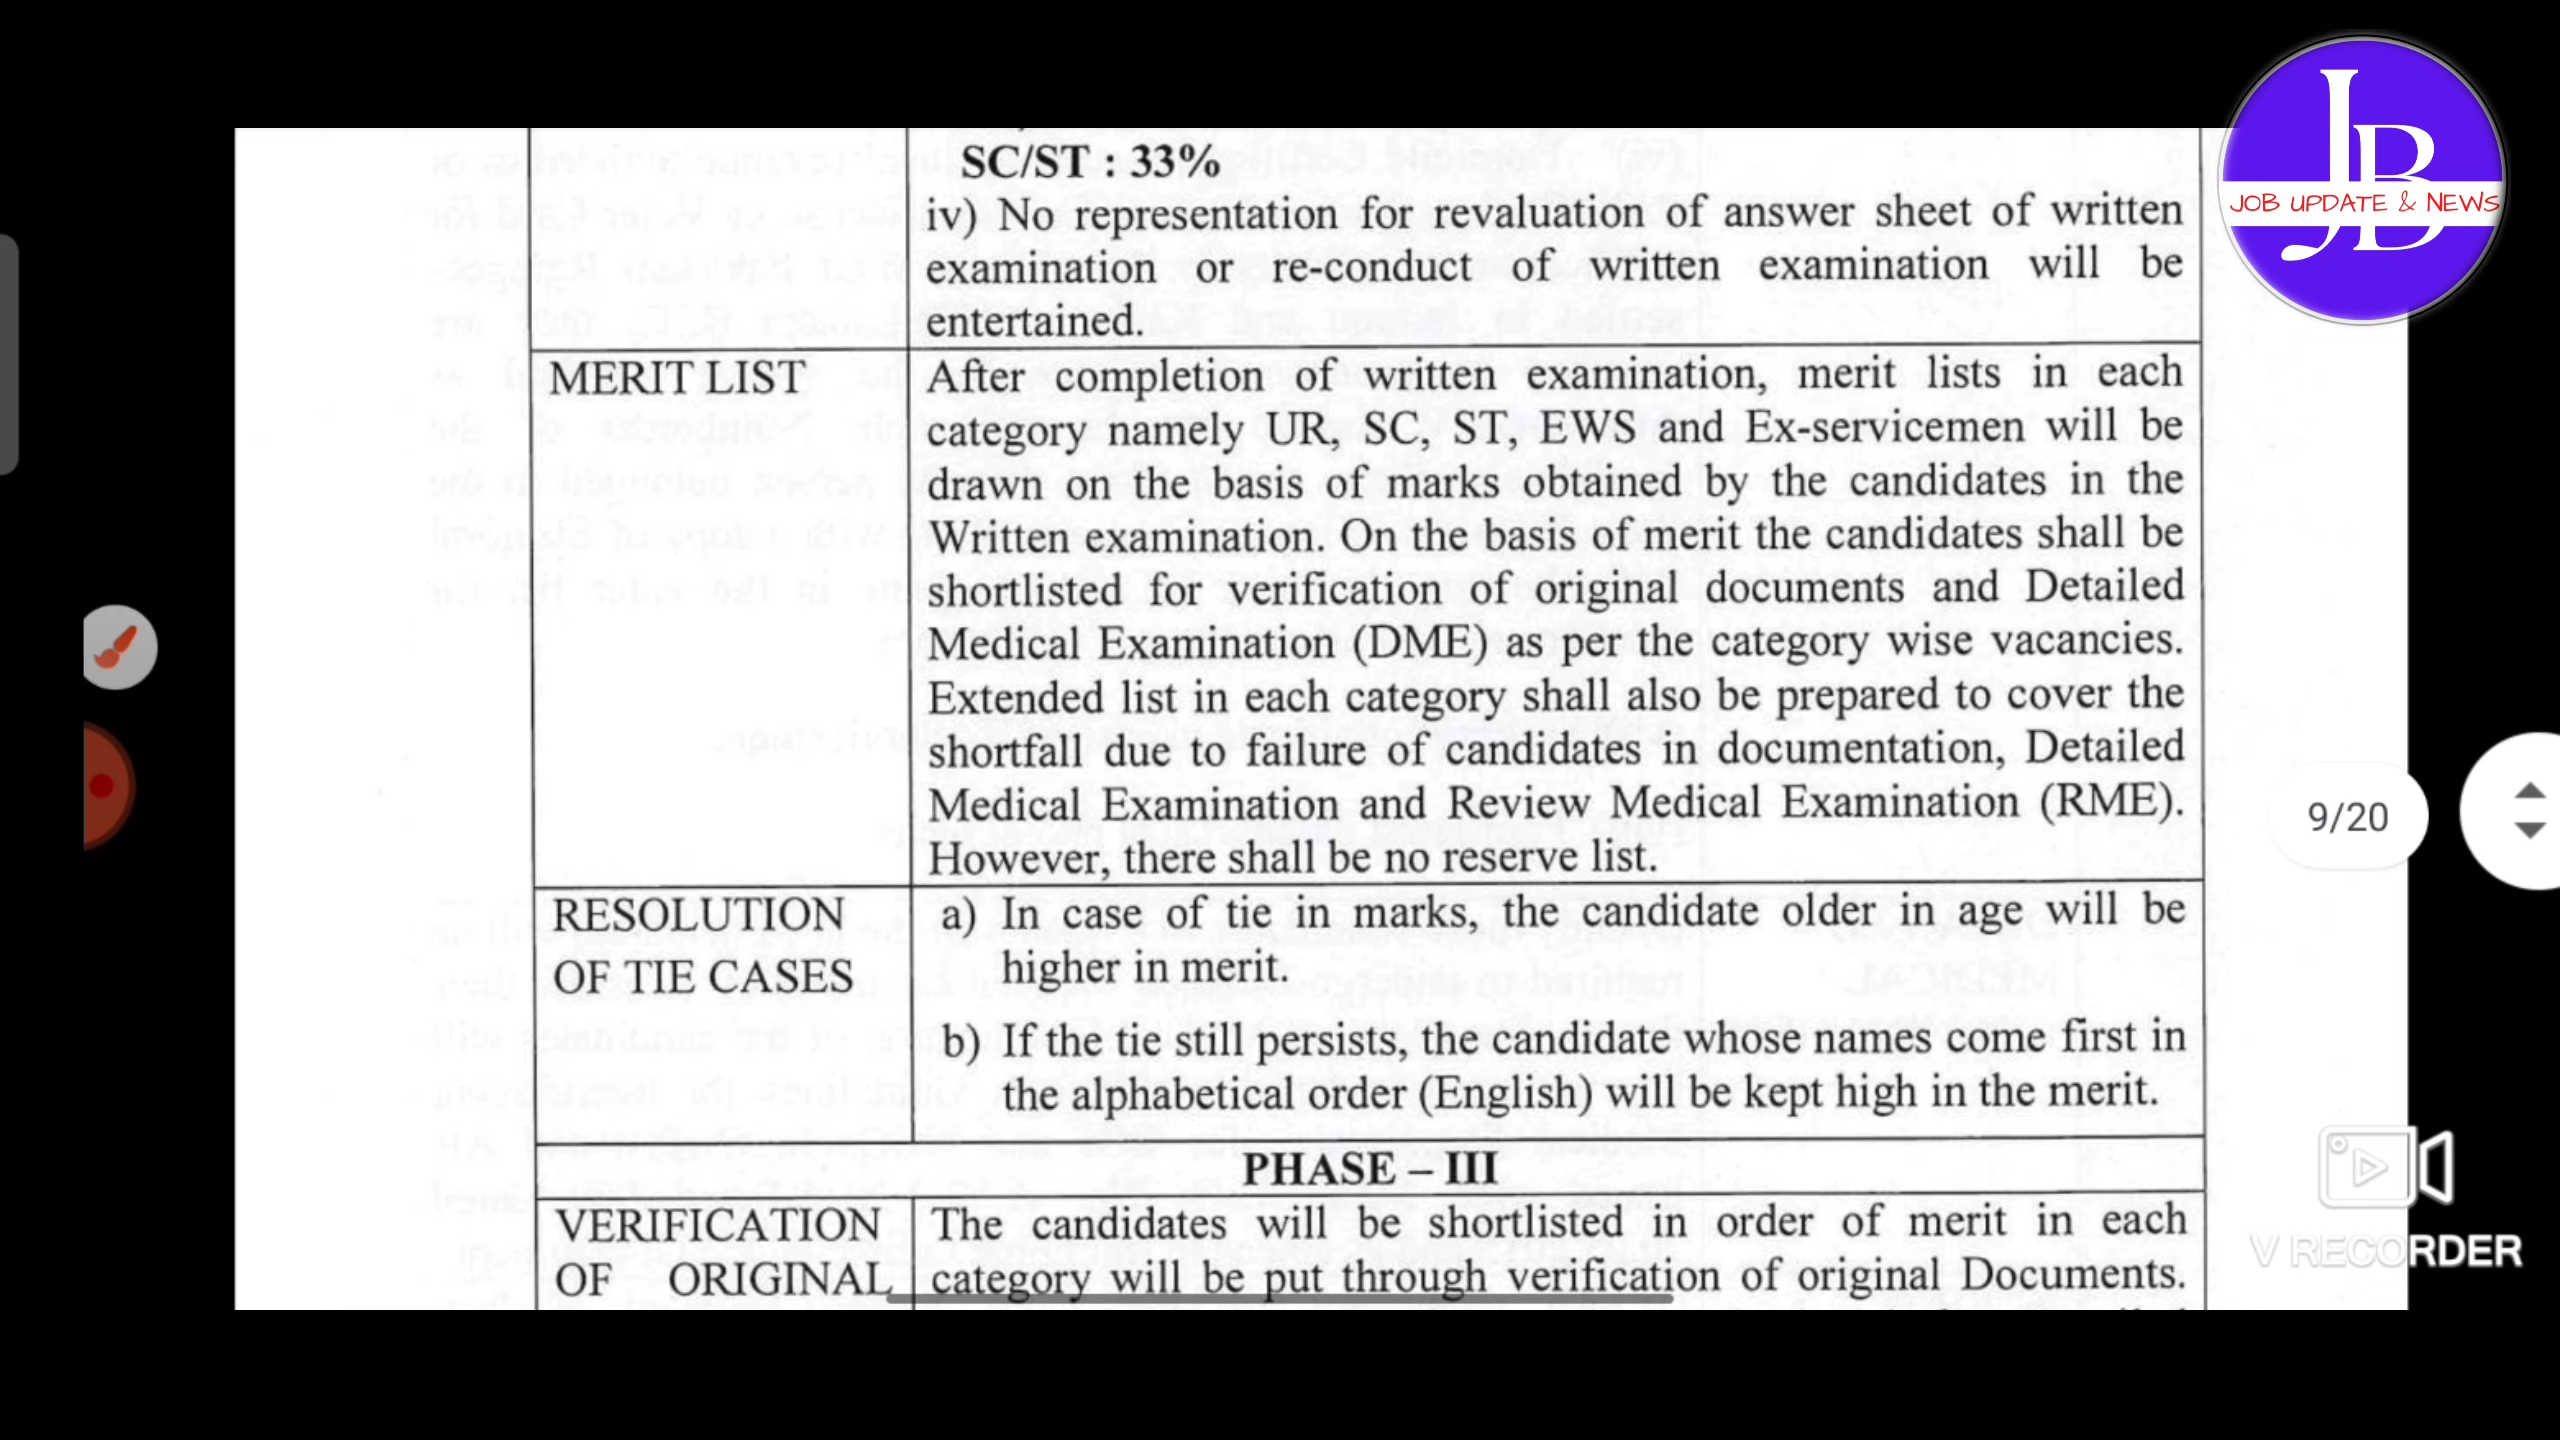 SC/ST : 33%
iv) No representation for revaluation of answer sheet of written
examination or re-conduct of written examination will be
entertained.
MERIT LIST
After completion of written examination, merit lists in each
category namely UR, SC, ST, EWS and Ex-servicemen will be
drawn on the basis of marks obtained by the candidates in the
Written examination. On the basis of merit the candidates shall be
shortlisted for verification of original documents and Detailed
Medical Examination (DME) as per the category wise vacancies.
Extended list in each category shall also be prepared to cover the
shortfall due to failure of candidates in documentation, Detailed
Medical Examination and Review Medical Examination (RME).
However, there shall be no reserve list.
RESOLUTION
OF TIE CASES
a) In case of tie in marks, the candidate older in age will be
higher in merit.
b) If the tie still persists, the candidate whose names come first in
the alphabetical order (English) will be kept high in the merit.
PHASE – III
VERIFICATION
OF ORIGINAL
The candidates will be shortlisted in order of merit in each
category will be put through verification of original Documents.
JB
JOB UPDATE & NEWS
9/20
V RECORDER